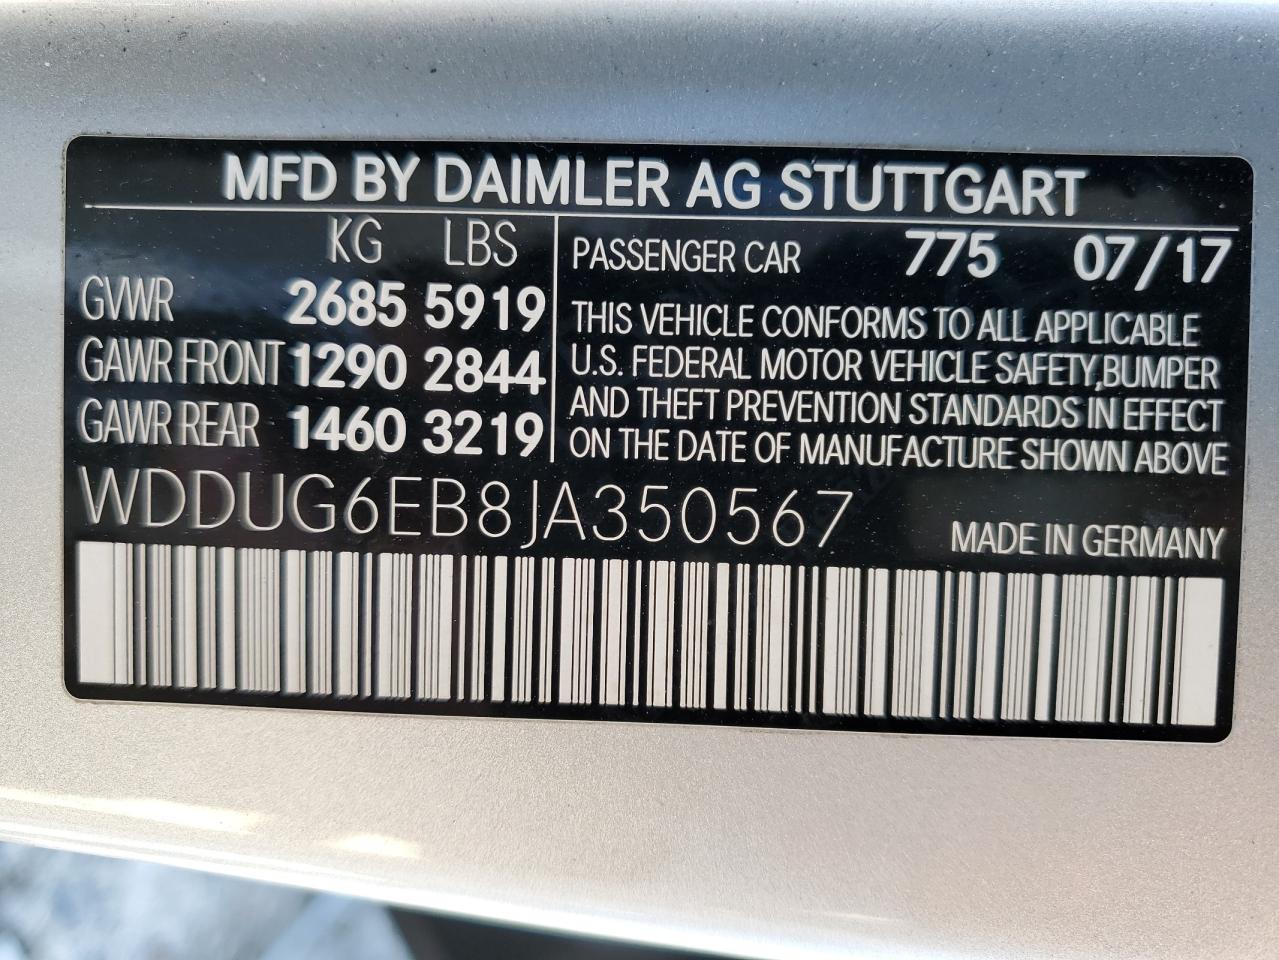 MFD BY DAIMLER AG STUTTGART
KG LBS
GVWR 2685 5919
GAWR FRONT 1290 2844
GAWR REAR 1460 3219
PASSENGER CAR 775 07/17
THIS VEHICLE CONFORMS TO ALL APPLICABLE
U.S. FEDERAL MOTOR VEHICLE SAFETY,BUMPER
AND THEFT PREVENTION STANDARDS IN EFFECT
ON THE DATE OF MANUFACTURE SHOWN ABOVE
WDDUG6EB8JA350567
MADE IN GERMANY